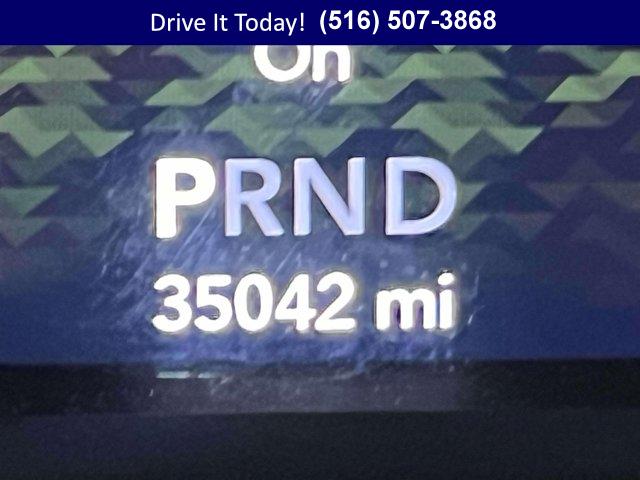 Drive It Today! (516) 507-3868
On
PRND
35042 mi